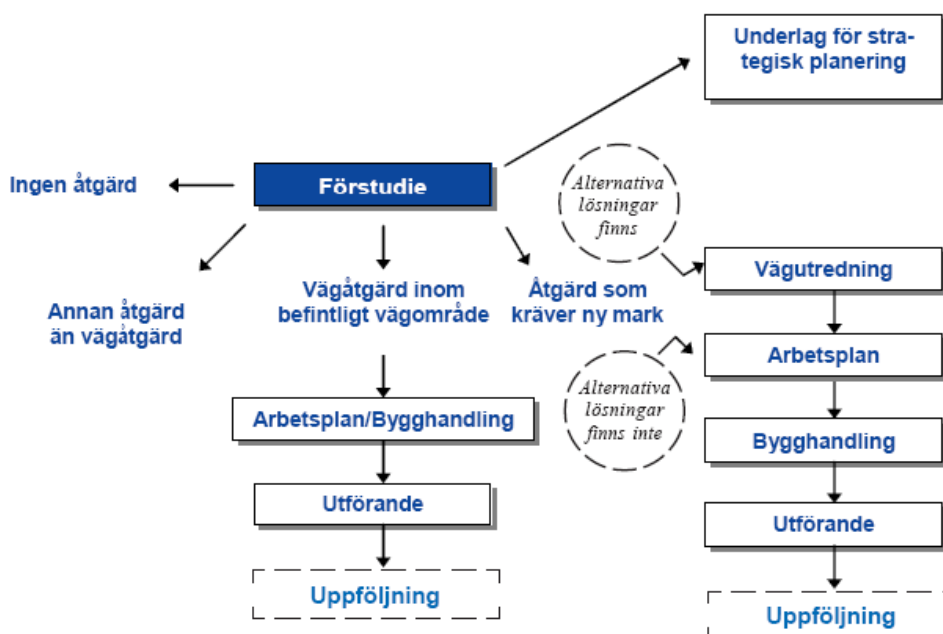 Underlag för stra-
tegisk planering
Förstudie
Ingen åtgärd
Alternativa
lösningar
finns
Annan åtgärd
än vägåtgärd
Vägåtgärd inom
befintligt vägområde
Åtgärd som
kräver ny mark
Vägutredning
Arbetsplan
Alternativa
lösningar
finns inte
Arbetsplan/Bygghandling
Bygghandling
Utförande
Utförande
Uppföljning
Uppföljning